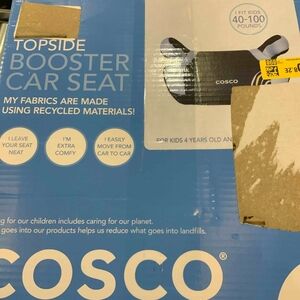 TOPSIDE
BOOSTER
CAR SEAT
MY FABRICS ARE MADE
USING RECYCLED MATERIALS!
I LEAVE
YOUR SEAT
NEAT
I'M
EXTRA
COMFY
I EASILY
MOVE FROM
CAR TO CAR
I FIT KIDS
40-100
POUNDS
COSCO
FOR KIDS 4 YEARS OLD AN
g for our children includes caring for our planet.
goes into our products helps us reduce what goes into landfills.
COSCO®